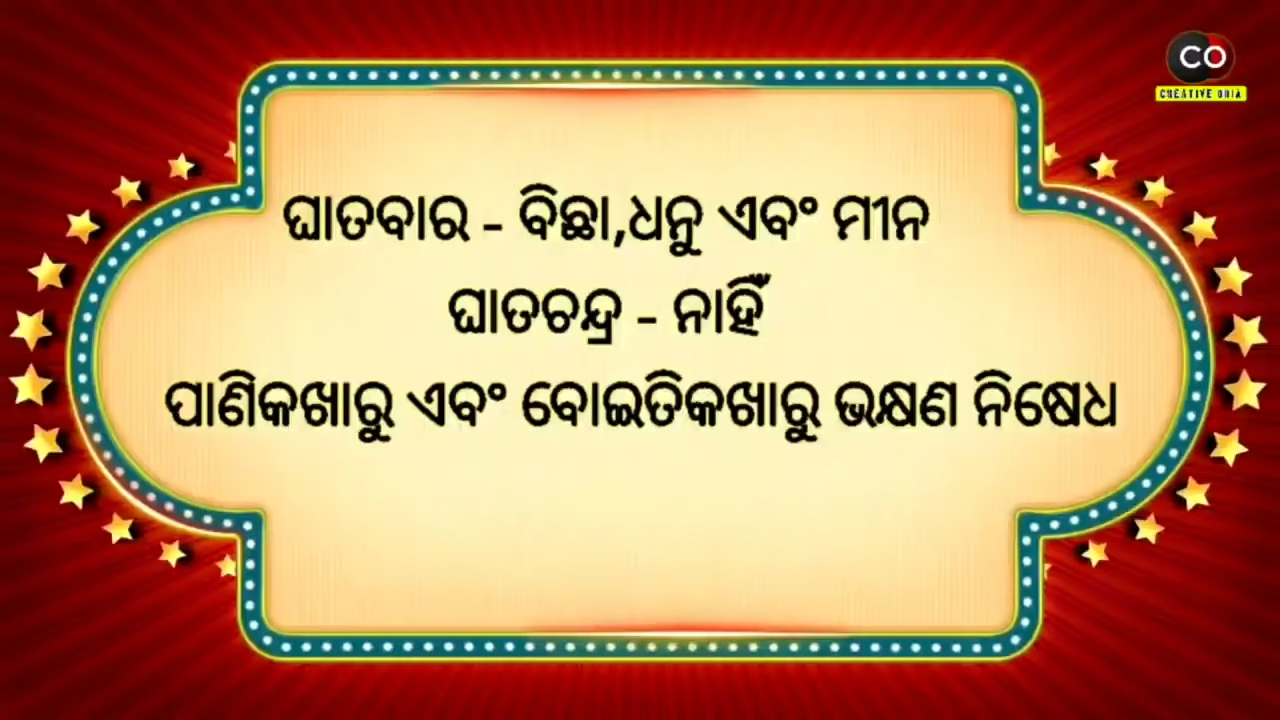 CO
CREATIVE ODIA
ଘାତବାର - ବିଛା,ଧନୁ ଏବଂ ମୀନ
ଘାତଚନ୍ଦ୍ର - ନାହିଁ
ପାଣିକଖାରୁ ଏବଂ ବୋଇତିକଖାରୁ ଭକ୍ଷଣ ନିଷେଧ